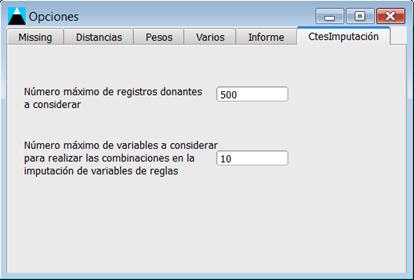 Opciones
Missing Distancias Pesos Varios Informe CtesImputación
Número máximo de registros donantes
a considerar
500
Número máximo de variables a considerar
para realizar las combinaciones en la
imputación de variables de reglas
10